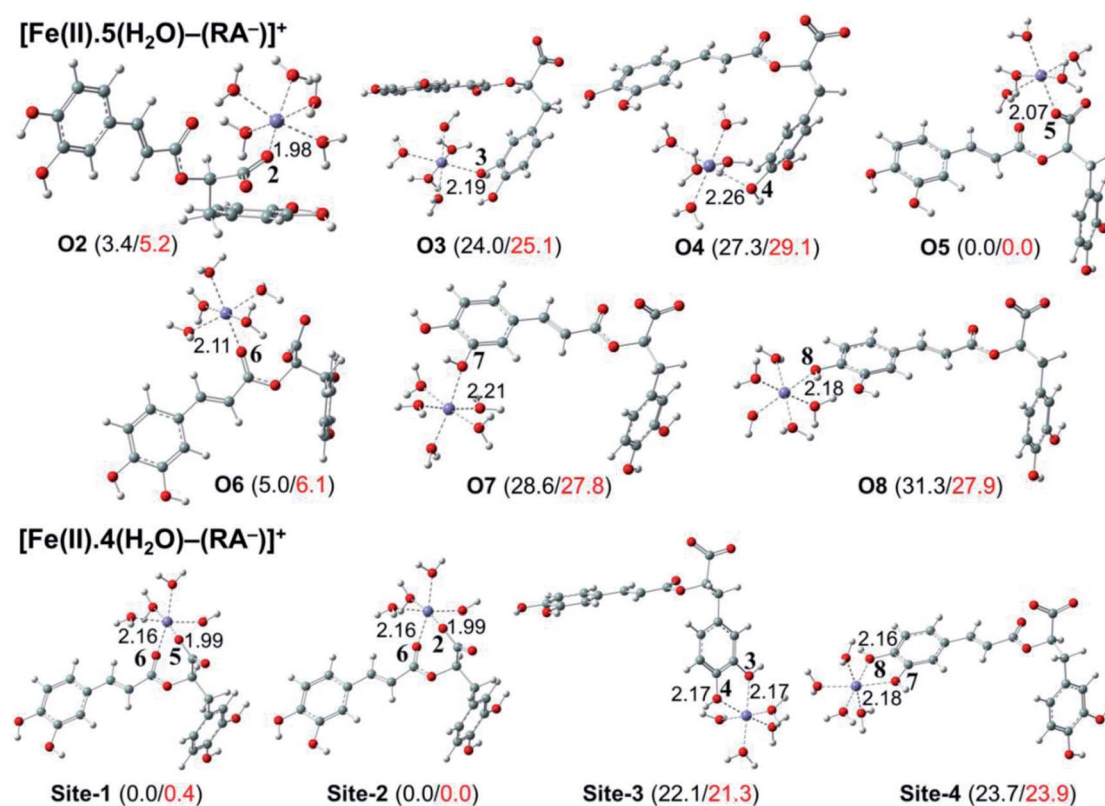 [Fe(II).5(H₂O)–(RA⁻)]⁺
1.98
2
O2 (3.4/5.2)
3
2.19
O3 (24.0/25.1)
2.26
4
O4 (27.3/29.1)
2.07
5
O5 (0.0/0.0)
2.11
6
O6 (5.0/6.1)
7
2.21
O7 (28.6/27.8)
8
2.18
O8 (31.3/27.9)
[Fe(II).4(H₂O)–(RA⁻)]⁺
2.16
1.99
6
5
Site-1 (0.0/0.4)
2.16
1.99
2
6
Site-2 (0.0/0.0)
3
2.17
4
2.17
Site-3 (22.1/21.3)
2.16
8
7
2.18
Site-4 (23.7/23.9)